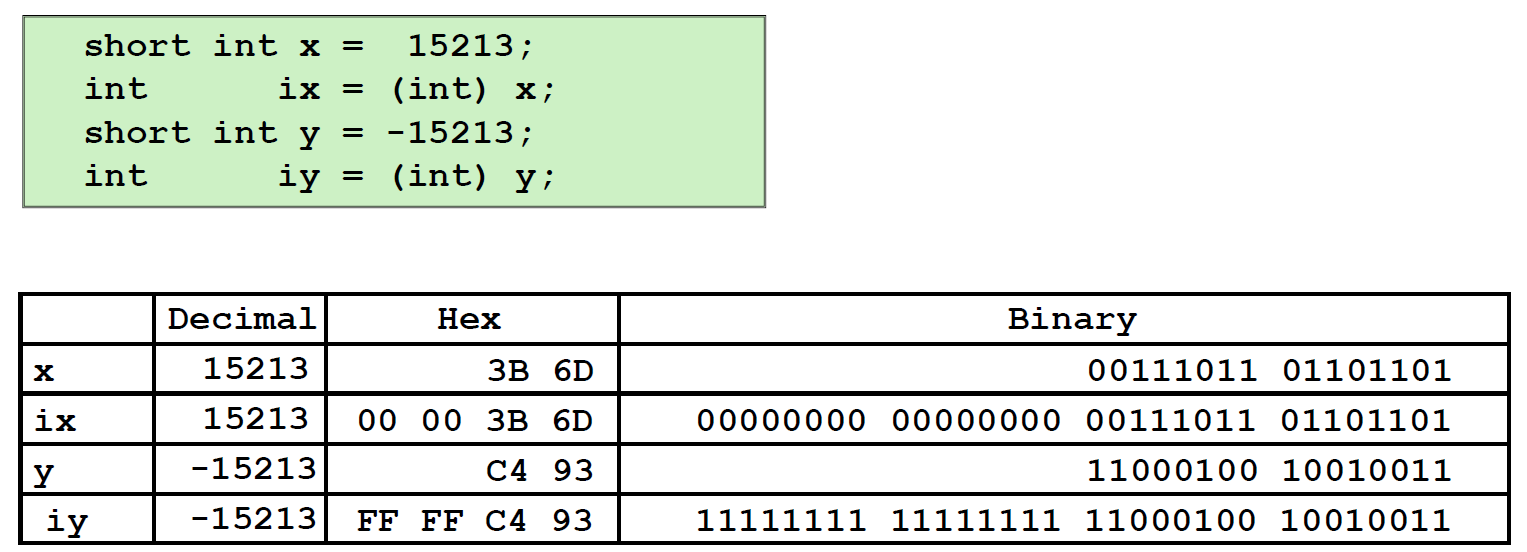 short int x =  15213;
int      ix = (int) x;
short int y = -15213;
int      iy = (int) y;
Decimal Hex Binary
x 15213 3B 6D 00111011 01101101
ix 15213 00 00 3B 6D 00000000 00000000 00111011 01101101
y -15213 C4 93 11000100 10010011
iy -15213 FF FF C4 93 11111111 11111111 11000100 10010011